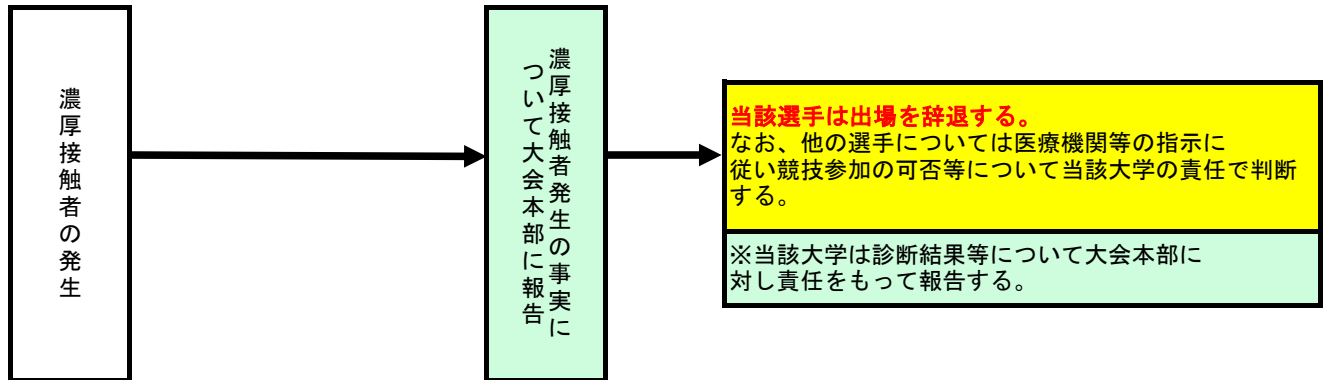 濃厚接触者の発生
濃厚接触者発生の事実に
ついて大会本部に報告
当該選手は出場を辞退する。
なお、他の選手については医療機関等の指示に
従い競技参加の可否等について当該大学の責任で判断
する。
※当該大学は診断結果等について大会本部に
対し責任をもって報告する。